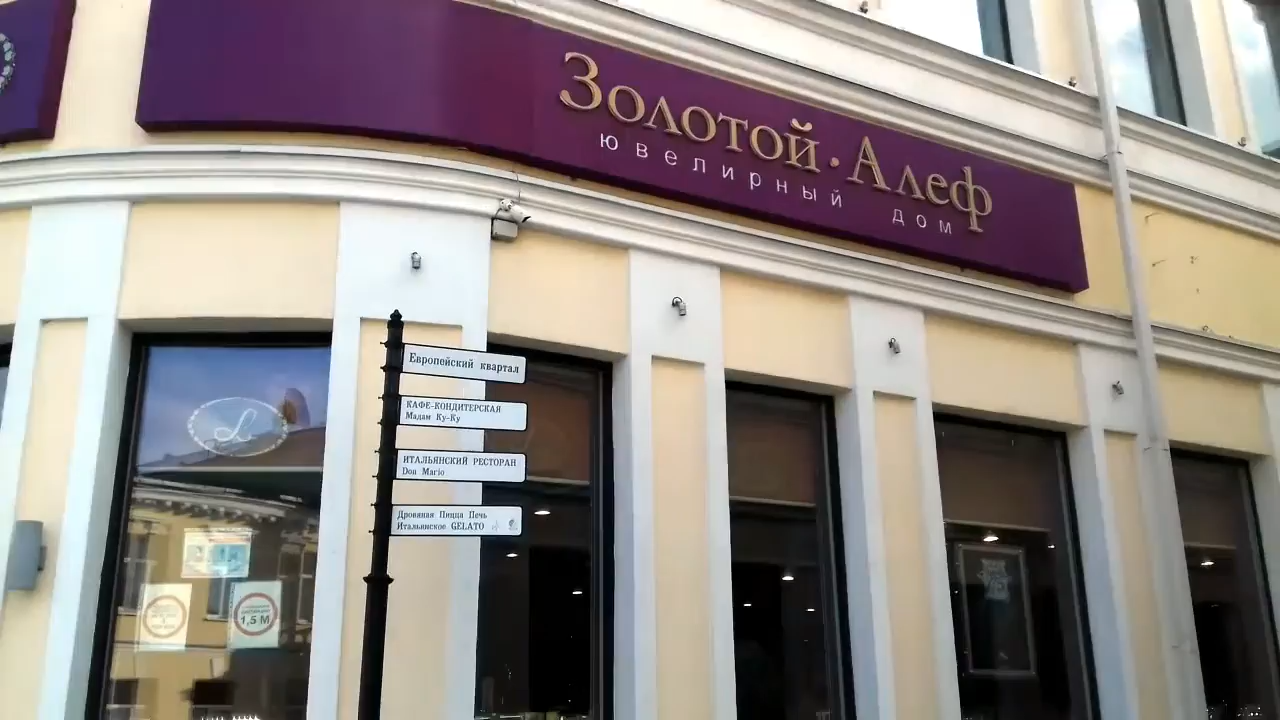 Золотой·Алеф
ювелирный дом
Европейский квартал
КАФЕ-КОНДИТЕРСКАЯ
Мадам Ку-Ку
ИТАЛЬЯНСКИЙ РЕСТОРАН
Don Mario
Дровяная Пицца Печь
Итальянское GELATO
L
1,5 М